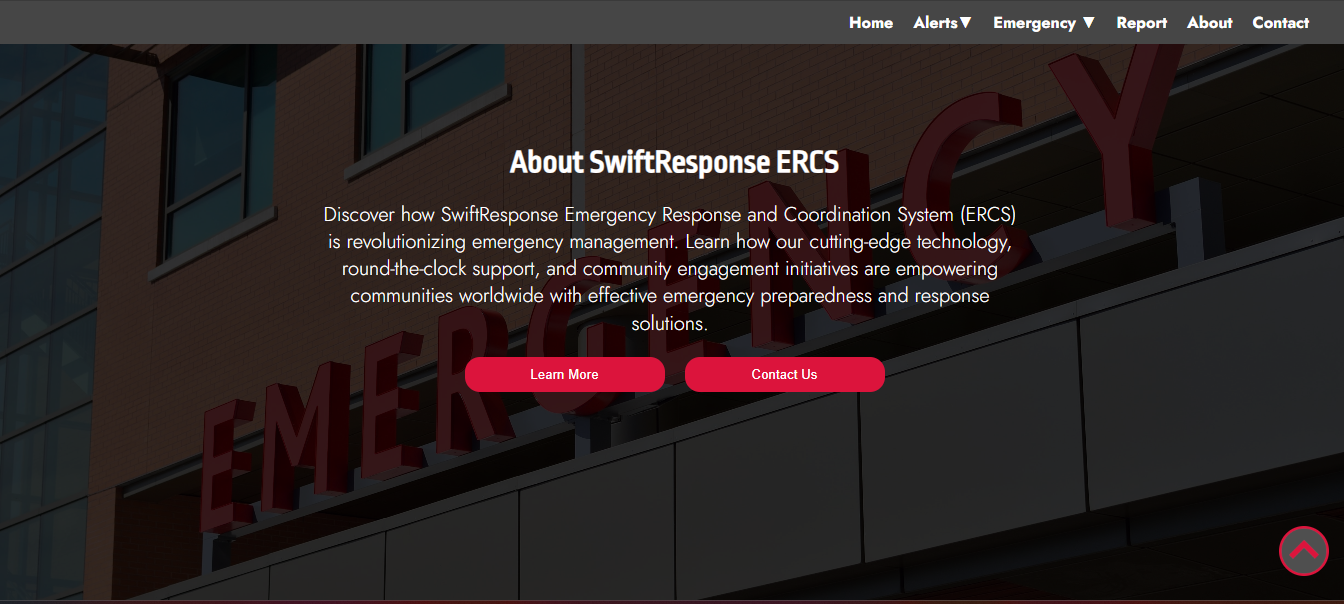 Home Alerts▼ Emergency ▼ Report About Contact
About SwiftResponse ERCS
Discover how SwiftResponse Emergency Response and Coordination System (ERCS)
is revolutionizing emergency management. Learn how our cutting-edge technology,
round-the-clock support, and community engagement initiatives are empowering
communities worldwide with effective emergency preparedness and response
solutions.
Learn More Contact Us
EMERGENCY